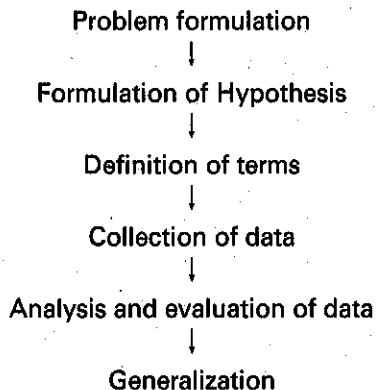 Problem formulation
↓
Formulation of Hypothesis
↓
Definition of terms
↓
Collection of data
↓
Analysis and evaluation of data
↓
Generalization